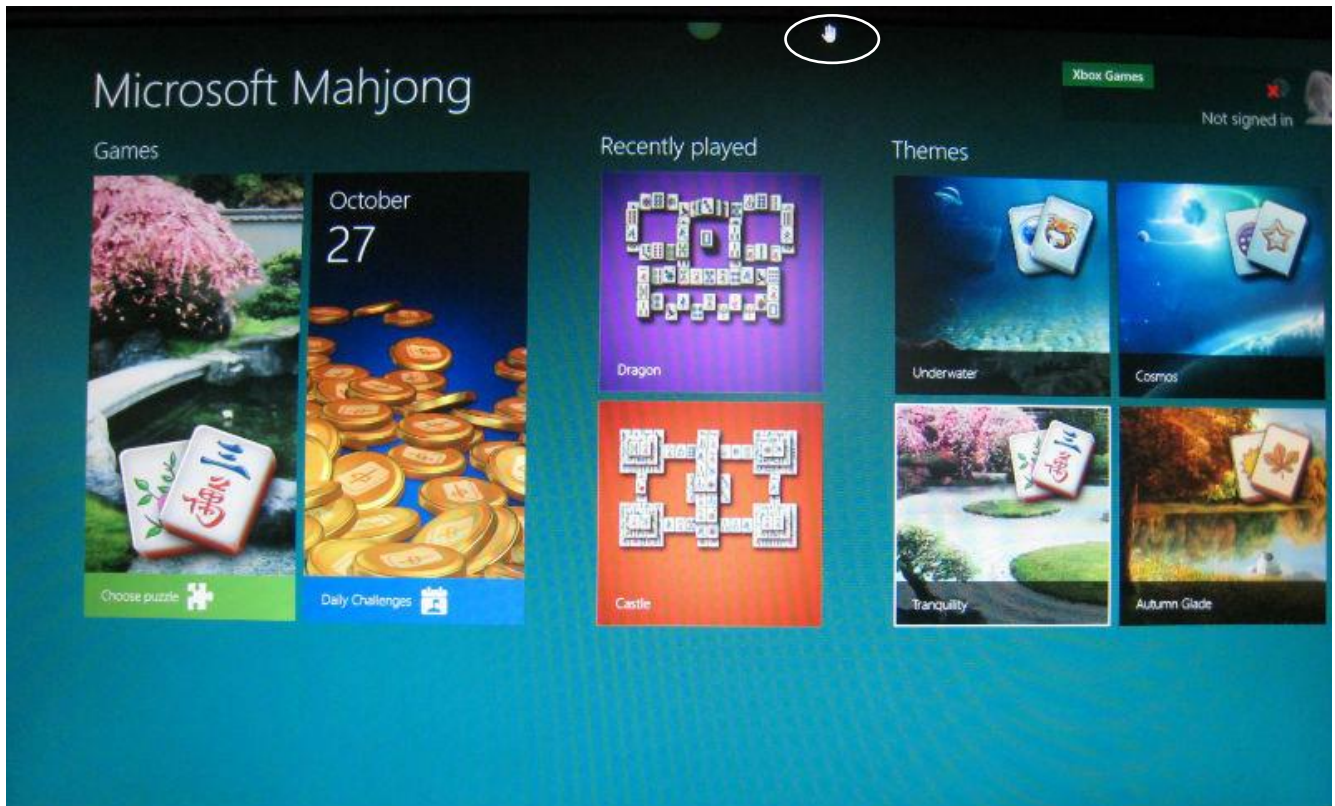 Microsoft Mahjong
Xbox Games
Not signed in
Games
October
27
Choose puzzle
Daily Challenges
Recently played
Dragon
Castle
Themes
Underwater
Cosmos
Tranquility
Autumn Glade